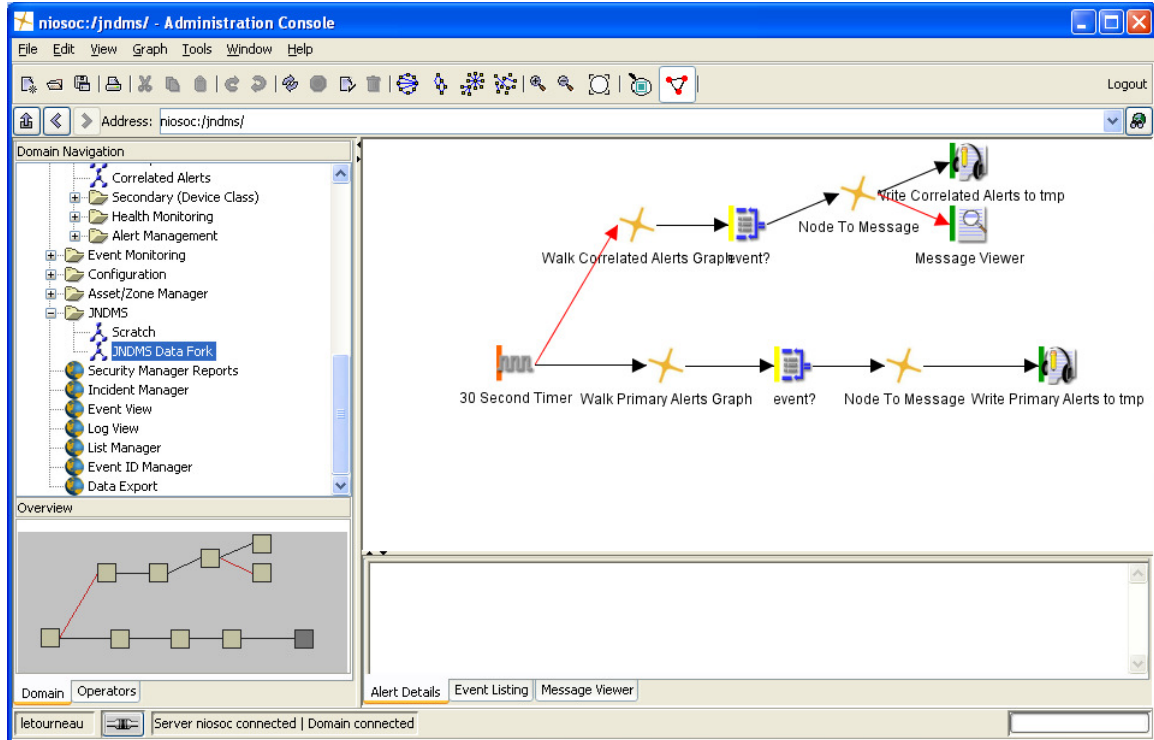 niosoc:/jndms/ - Administration Console
File Edit View Graph Tools Window Help
Logout
Address: niosoc:/jndms/
Domain Navigation
Correlated Alerts
Secondary (Device Class)
Health Monitoring
Alert Management
Event Monitoring
Configuration
Asset/Zone Manager
JNDMS
Scratch
JNDMS Data Fork
Security Manager Reports
Incident Manager
Event View
Log View
List Manager
Event ID Manager
Data Export
Overview
Domain Operators
Write Correlated Alerts to tmp
Node To Message
Walk Correlated Alerts Graph event?
Message Viewer
30 Second Timer Walk Primary Alerts Graph event? Node To Message Write Primary Alerts to tmp
Alert Details Event Listing Message Viewer
letourneau Server niosoc connected | Domain connected